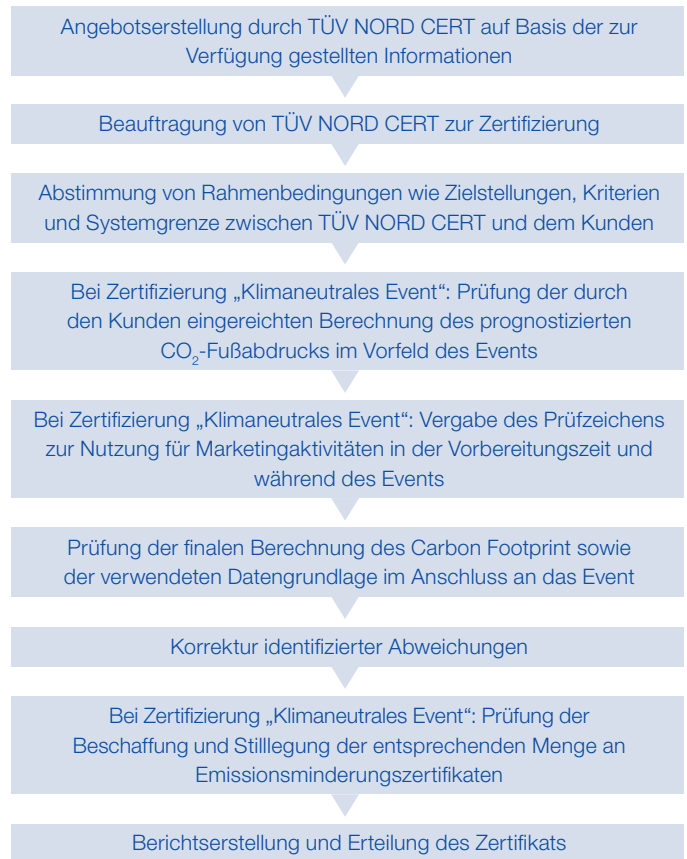 Angebotserstellung durch TÜV NORD CERT auf Basis der zur
Verfügung gestellten Informationen
Beauftragung von TÜV NORD CERT zur Zertifizierung
Abstimmung von Rahmenbedingungen wie Zielstellungen, Kriterien
und Systemgrenze zwischen TÜV NORD CERT und dem Kunden
Bei Zertifizierung „Klimaneutrales Event“: Prüfung der durch
den Kunden eingereichten Berechnung des prognostizierten
CO₂-Fußabdrucks im Vorfeld des Events
Bei Zertifizierung „Klimaneutrales Event“: Vergabe des Prüfzeichens
zur Nutzung für Marketingaktivitäten in der Vorbereitungszeit und
während des Events
Prüfung der finalen Berechnung des Carbon Footprint sowie
der verwendeten Datengrundlage im Anschluss an das Event
Korrektur identifizierter Abweichungen
Bei Zertifizierung „Klimaneutrales Event“: Prüfung der
Beschaffung und Stilllegung der entsprechenden Menge an
Emissionsminderungszertifikaten
Berichtserstellung und Erteilung des Zertifikats